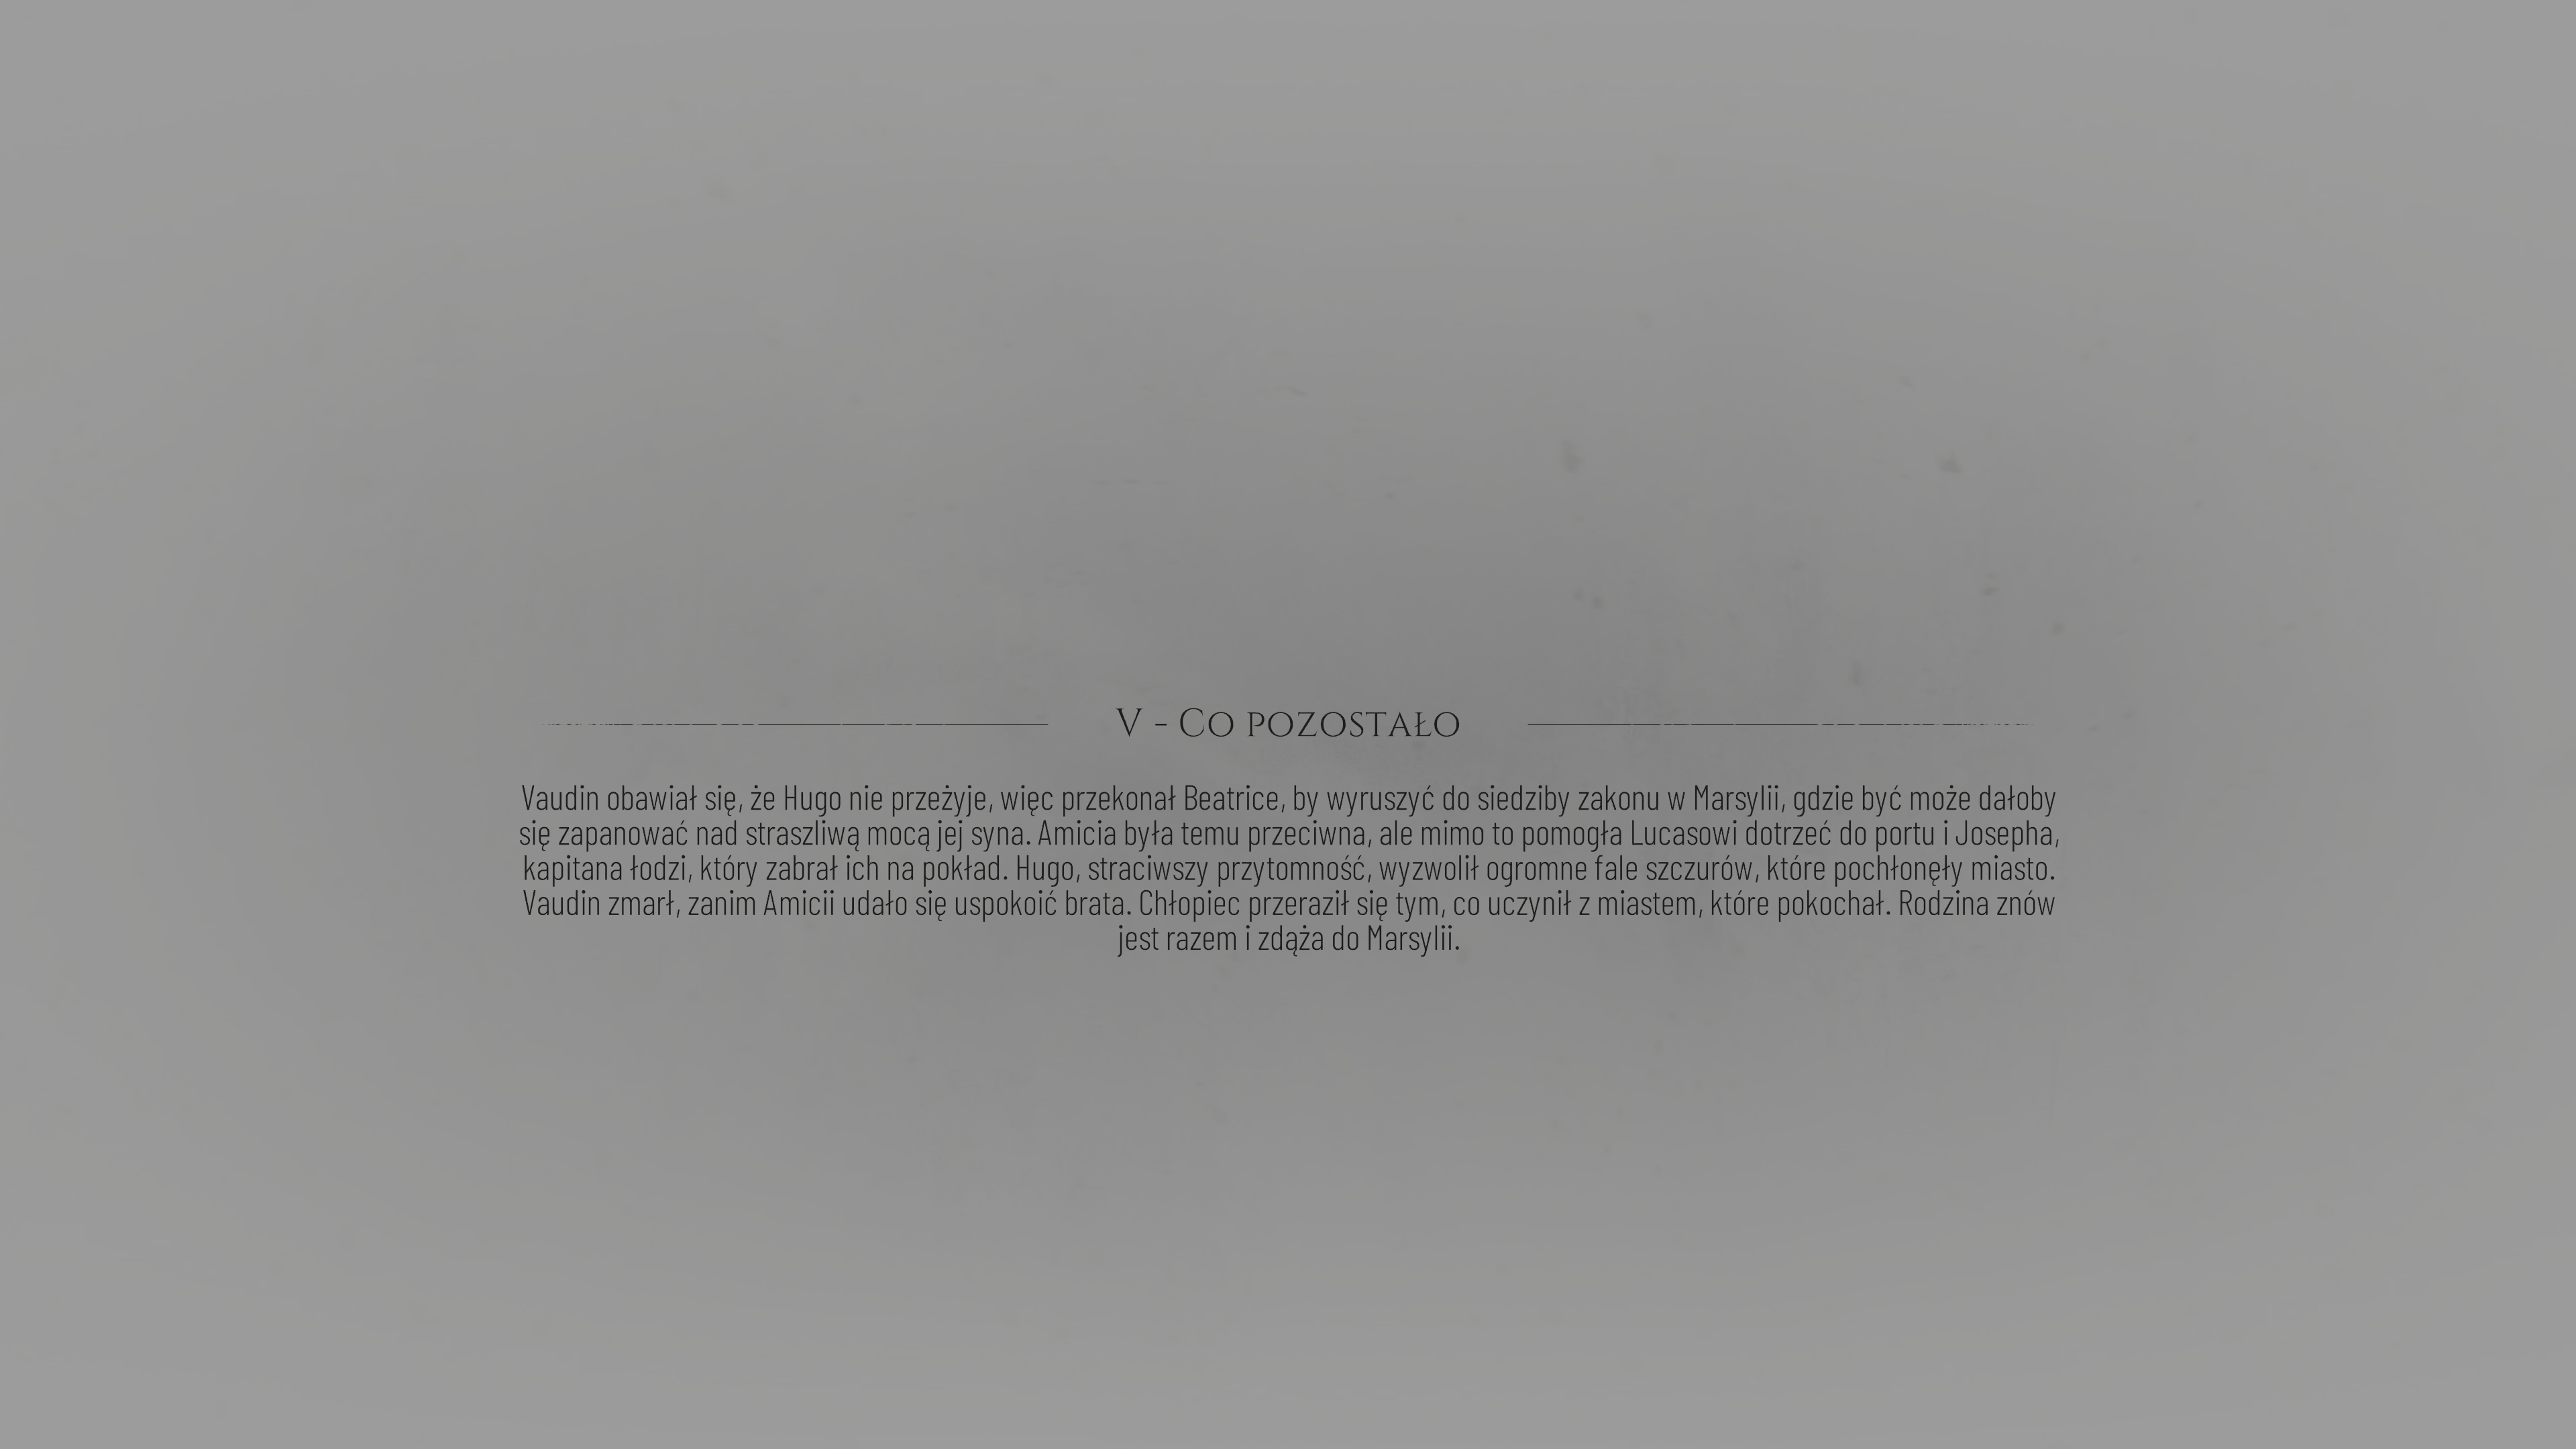 V - Co pozostało
Vaudin obawiał się, że Hugo nie przeżyje, więc przekonał Beatrice, by wyruszyć do siedziby zakonu w Marsylii, gdzie być może dałoby
się zapanować nad straszliwą mocą jej syna. Amicia była temu przeciwna, ale mimo to pomogła Lucasowi dotrzeć do portu i Josepha,
kapitana łodzi, który zabrał ich na pokład. Hugo, straciwszy przytomność, wyzwolił ogromne fale szczurów, które pochłonęły miasto.
Vaudin zmarł, zanim Amicii udało się uspokoić brata. Chłopiec przeraził się tym, co uczynił z miastem, które pokochał. Rodzina znów
jest razem i zdąża do Marsylii.